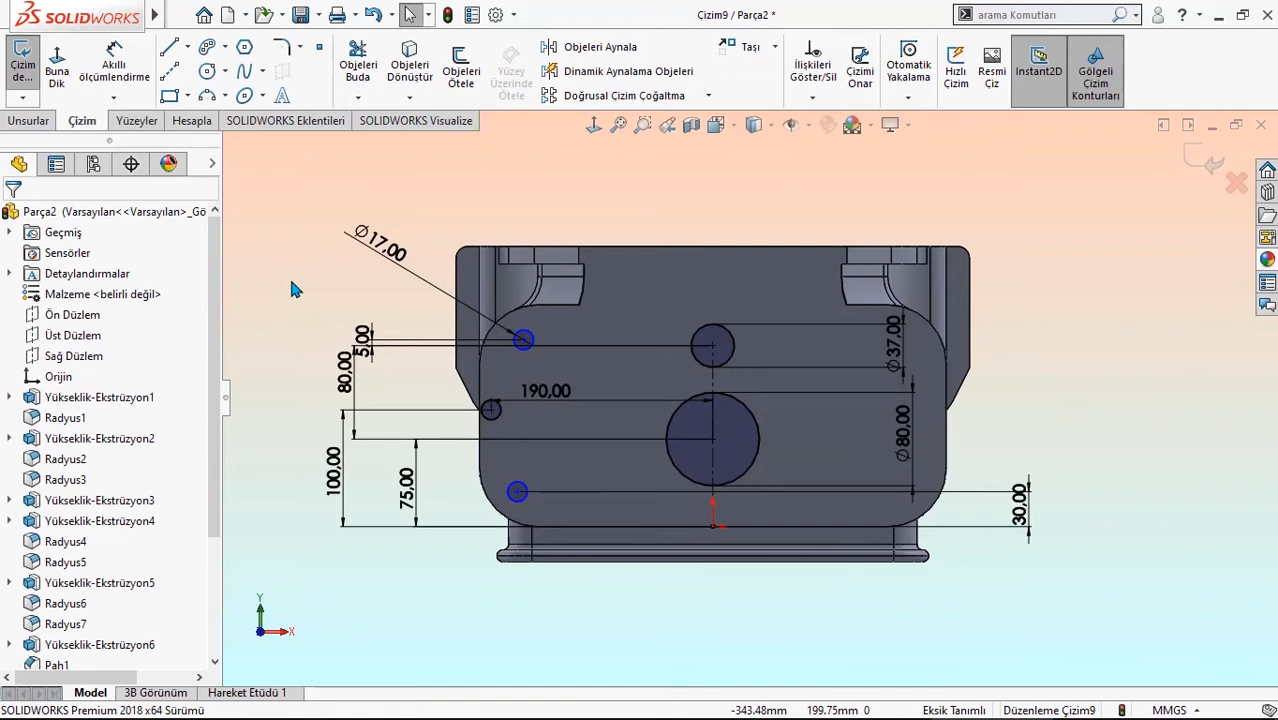 SOLIDWORKS
Çizim9 / Parça2 *
arama Komutları
Çizim de...
Buna Dik
Akıllı ölçümlendirme
Objeleri Buda
Objeleri Dönüştür
Objeleri Ötele
Yüzey Üzerinde Ötele
Objeleri Aynala
Dinamik Aynalama Objeleri
Doğrusal Çizim Çoğaltma
Taşı
İlişkileri Göster/Sil
Çizimi Onar
Otomatik Yakalama
Hızlı Çizim
Resmi Çiz
Instant2D
Gölgeli Çizim Konturları
Unsurlar
Çizim
Yüzeyler
Hesapla
SOLIDWORKS Eklentileri
SOLIDWORKS Visualize
Parça2 (Varsayılan<<Varsayılan>_Gö
Geçmiş
Sensörler
Detaylandırmalar
Malzeme <belirli değil>
Ön Düzlem
Üst Düzlem
Sağ Düzlem
Orijin
Yükseklik-Ekstrüzyon1
Radyus1
Yükseklik-Ekstrüzyon2
Radyus2
Radyus3
Yükseklik-Ekstrüzyon3
Yükseklik-Ekstrüzyon4
Radyus4
Radyus5
Yükseklik-Ekstrüzyon5
Radyus6
Radyus7
Yükseklik-Ekstrüzyon6
Pah1
∅17,00
5,00
80,00
190,00
∅37,00
∅80,00
100,00
75,00
30,00
Y
X
Model
3B Görünüm
Hareket Etüdü 1
SOLIDWORKS Premium 2018 x64 Sürümü
-343.48mm
199.75mm
0
Eksik Tanımlı
Düzenleme Çizim9
MMGS